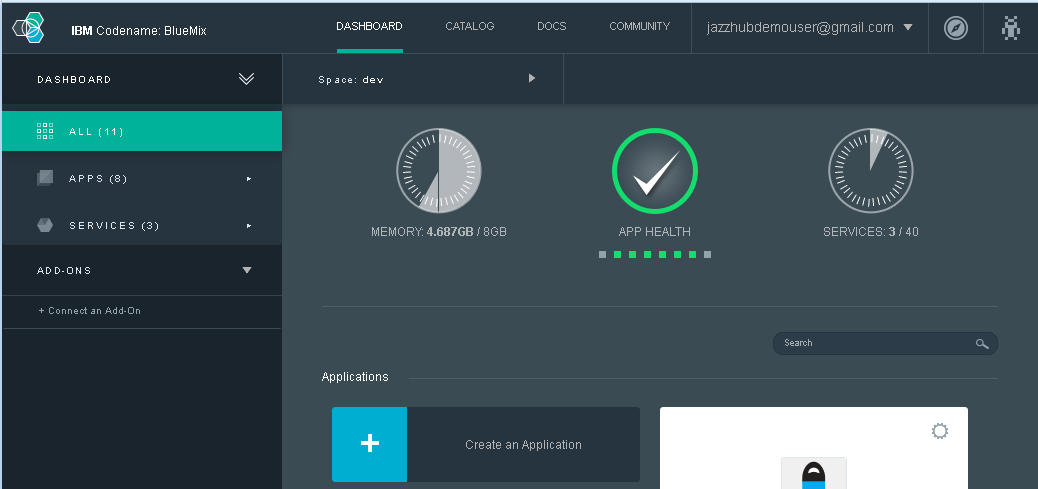 IBM Codename: BlueMix
DASHBOARD
CATALOG
DOCS
COMMUNITY
jazzhubdemouser@gmail.com
DASHBOARD
Space: dev
ALL (11)
APPS (8)
SERVICES (3)
ADD-ONS
+ Connect an Add-On
MEMORY: 4.687GB / 8GB
APP HEALTH
SERVICES: 3 / 40
Search
Applications
+
Create an Application